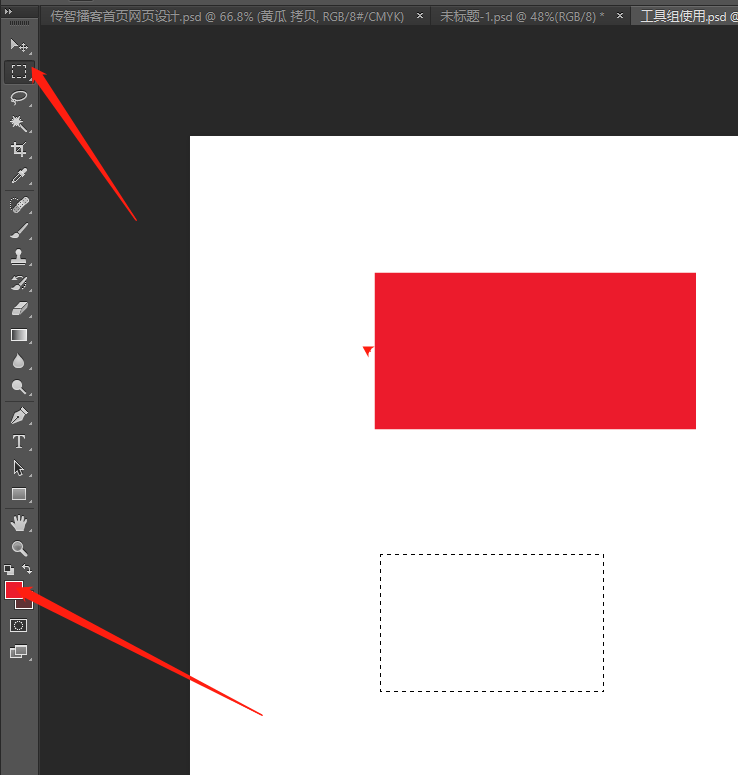 传智播客首页网页设计.psd @ 66.8% (黄瓜 拷贝, RGB/8#/CMYK) × 未标题-1.psd @ 48%(RGB/8) * × 工具组使用.psd @
T